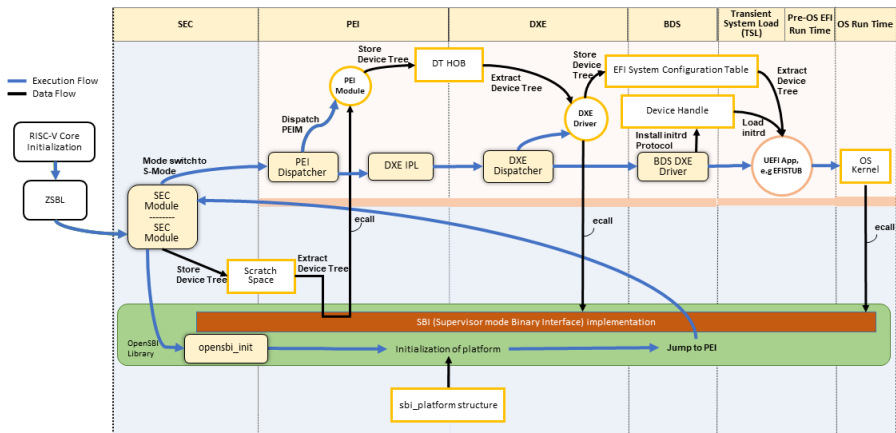 SEC
PEI
DXE
BDS
Transient
System Load
(TSL)
Pre-OS EFI
Run Time
OS Run Time
Execution Flow
Data Flow
Store
Device Tree
DT HOB
Extract
Device Tree
Store
Device
Tree
EFI System Configuration Table
Extract
Device Tree
PEI
Module
Dispatch
PEIM
DXE
Driver
Device Handle
Load
initrd
Install initrd
Protocol
RISC-V Core
Initialization
Mode switch to
S-Mode
PEI
Dispatcher
DXE IPL
DXE
Dispatcher
BDS DXE
Driver
UEFI App,
e.g EFISTUB
OS
Kernel
ZSBL
SEC
Module
--------
SEC
Module
ecall
ecall
ecall
Store
Device Tree
Scratch
Space
Extract
Device Tree
SBI (Supervisor mode Binary Interface) implementation
OpenSBI
Library
opensbi_init
Initialization of platform
Jump to PEI
sbi_platform structure